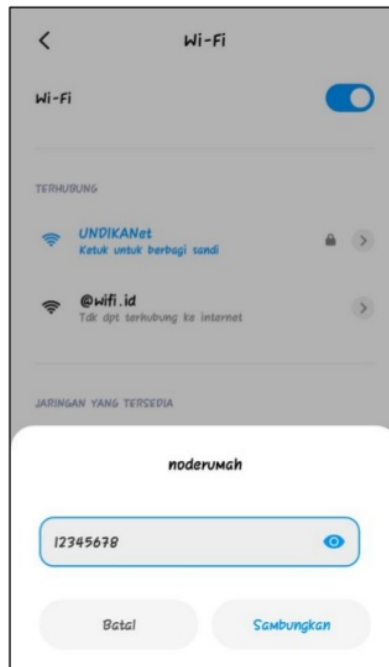 Wi-Fi
Wi-Fi
TERHUBUNG
UNDIKANet
Ketuk untuk berbagi sandi
@wifi.id
Tdk dpt terhubung ke internet
JARINGAN YANG TERSEDIA
noderumah
12345678
Batal
Sambungkan